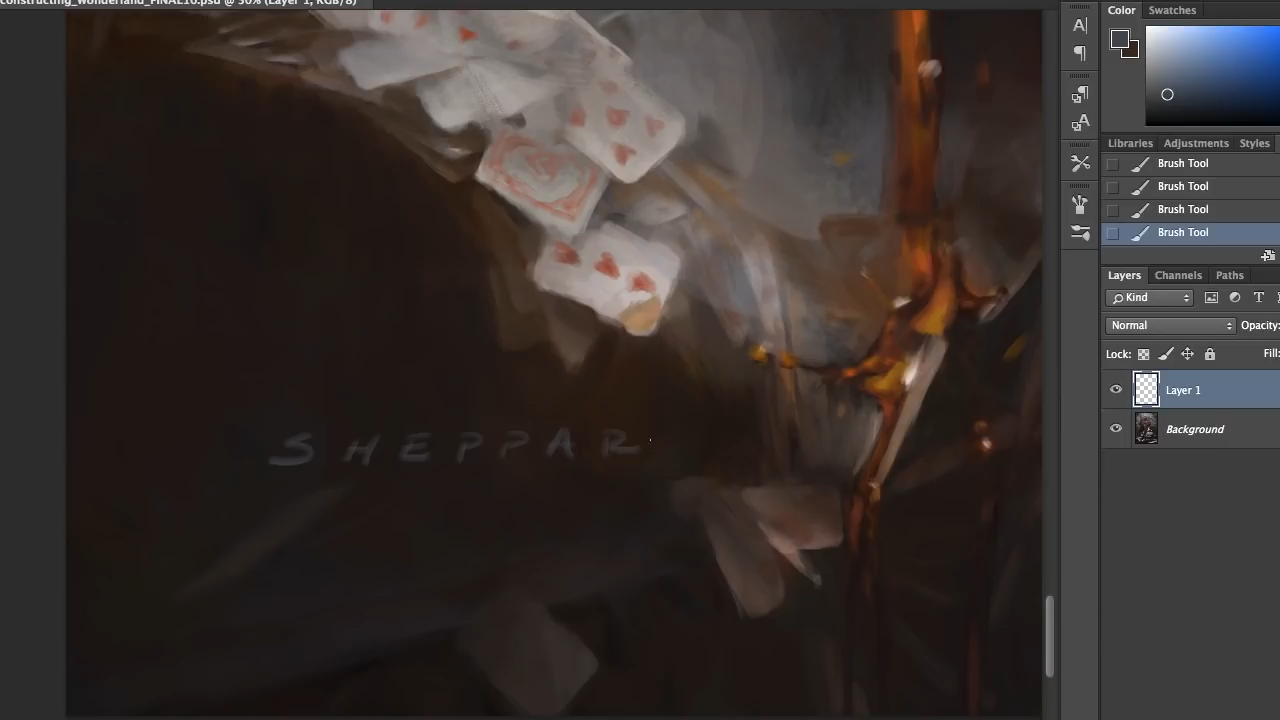 constructing_wonderland_FINAL10.psd @ 50% (Layer 1, RGB/8)
Color Swatches
Libraries Adjustments Styles
Brush Tool
Brush Tool
Brush Tool
Brush Tool
Layers Channels Paths
Kind
Normal Opacity:
Lock: Fill:
Layer 1
Background
SHEPPAR